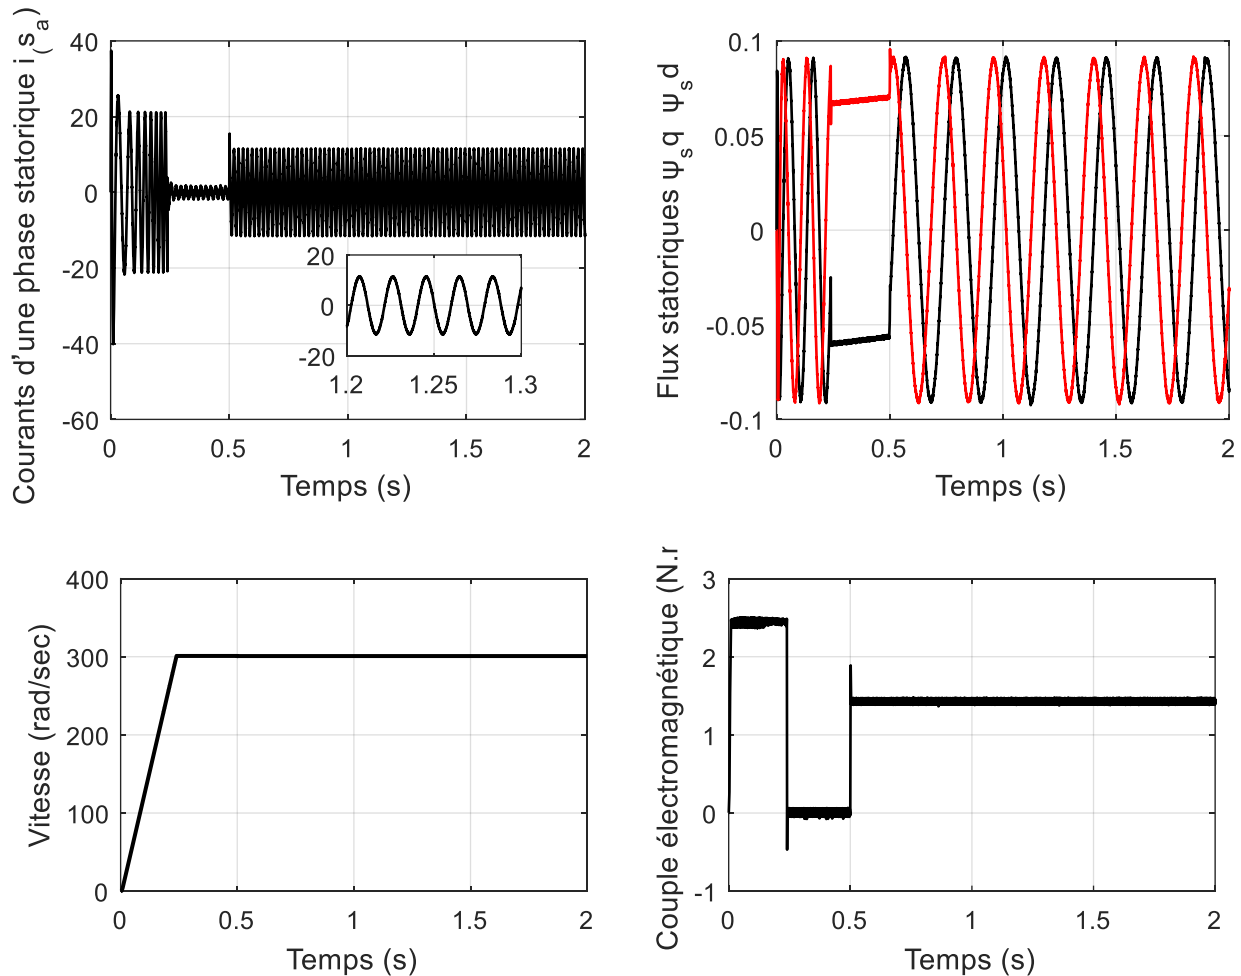 Courants d'une phase statorique i(sa)
40
20
0
-20
-40
-60
20
0
-20
1.2 1.25 1.3
0 0.5 1 1.5 2
Temps (s)
Flux statoriques ψs q ψs d
0.1
0.05
0
-0.05
-0.1
0 0.5 1 1.5 2
Temps (s)
Vitesse (rad/sec)
400
300
200
100
0
0 0.5 1 1.5 2
Temps (s)
Couple électromagnétique (N.r
3
2
1
0
-1
0 0.5 1 1.5 2
Temps (s)